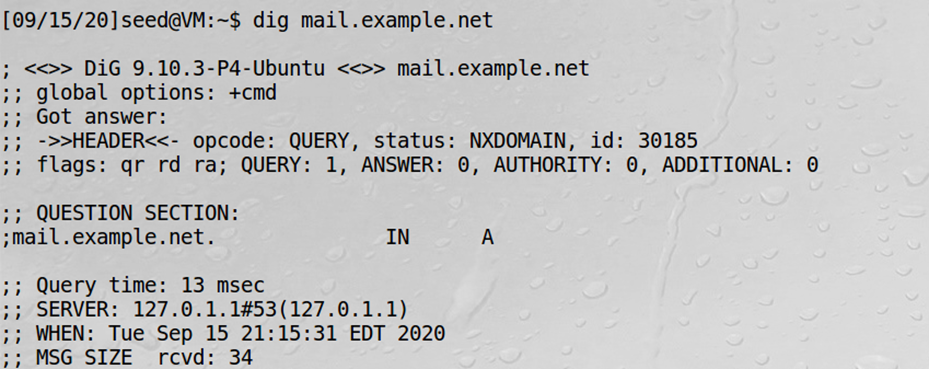 [09/15/20]seed@VM:~$ dig mail.example.net
; <<>> DiG 9.10.3-P4-Ubuntu <<>> mail.example.net
;; global options: +cmd
;; Got answer:
;; ->>HEADER<<- opcode: QUERY, status: NXDOMAIN, id: 30185
;; flags: qr rd ra; QUERY: 1, ANSWER: 0, AUTHORITY: 0, ADDITIONAL: 0
;; QUESTION SECTION:
;mail.example.net. IN A
;; Query time: 13 msec
;; SERVER: 127.0.1.1#53(127.0.1.1)
;; WHEN: Tue Sep 15 21:15:31 EDT 2020
;; MSG SIZE rcvd: 34